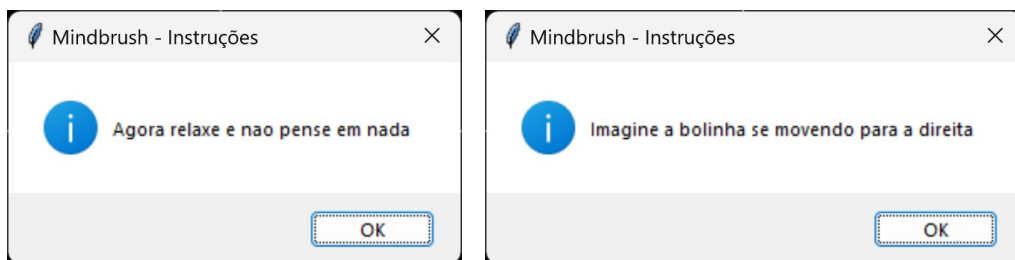 Mindbrush - Instruções
Agora relaxe e nao pense em nada
OK
Mindbrush - Instruções
Imagine a bolinha se movendo para a direita
OK